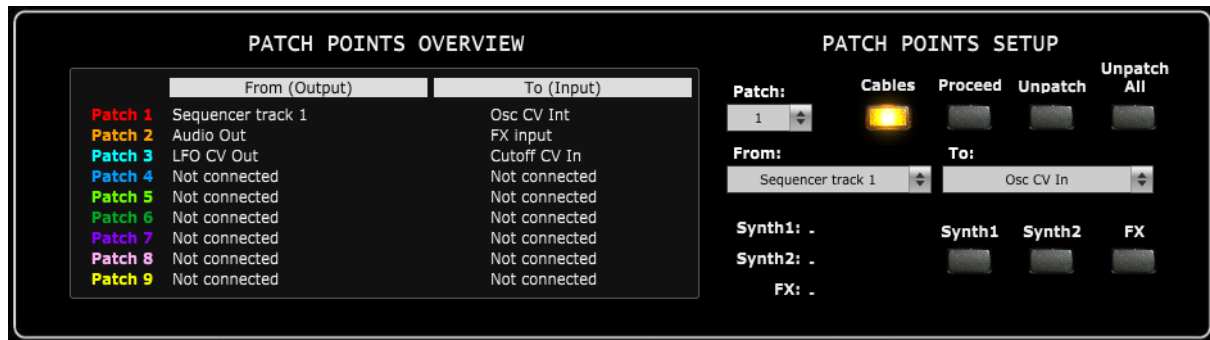 PATCH POINTS OVERVIEW
From (Output) To (Input)
Patch 1 Sequencer track 1 Osc CV Int
Patch 2 Audio Out FX input
Patch 3 LFO CV Out Cutoff CV In
Patch 4 Not connected Not connected
Patch 5 Not connected Not connected
Patch 6 Not connected Not connected
Patch 7 Not connected Not connected
Patch 8 Not connected Not connected
Patch 9 Not connected Not connected
PATCH POINTS SETUP
Patch: Cables Proceed Unpatch Unpatch All
1
From: To:
Sequencer track 1 Osc CV In
Synth1: - Synth1 Synth2 FX
Synth2: -
FX: -